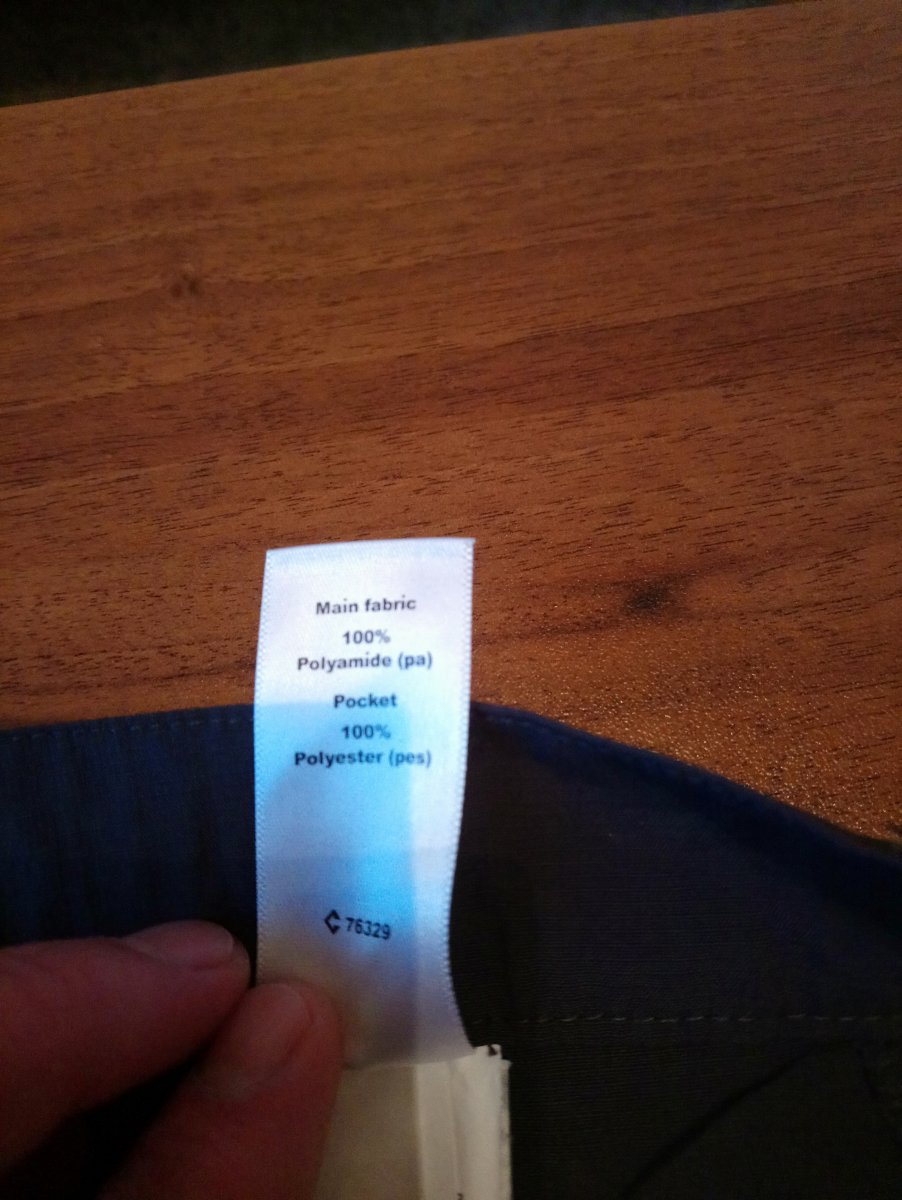 Main fabric
100%
Polyamide (pa)
Pocket
100%
Polyester (pes)
76329